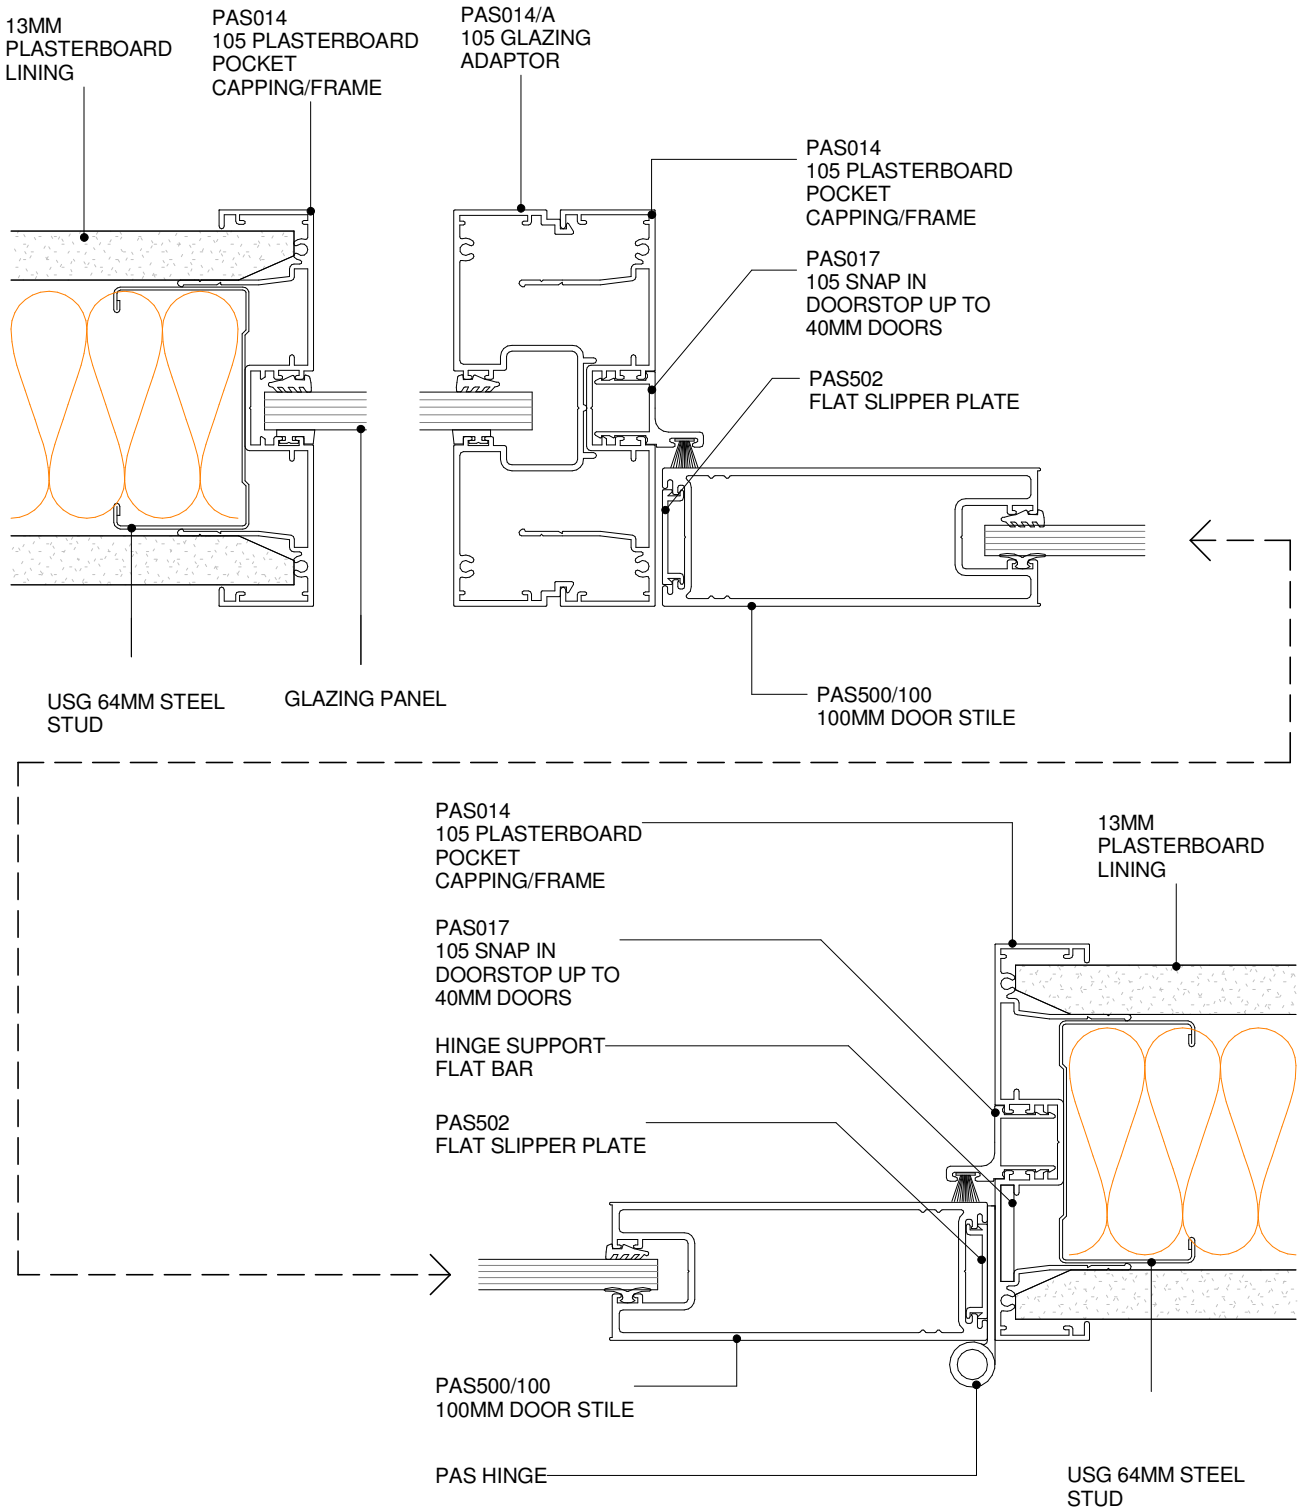 13MM
PLASTERBOARD
LINING
PAS014
105 PLASTERBOARD
POCKET
CAPPING/FRAME
PAS014/A
105 GLAZING
ADAPTOR
PAS014
105 PLASTERBOARD
POCKET
CAPPING/FRAME
PAS017
105 SNAP IN
DOORSTOP UP TO
40MM DOORS
PAS502
FLAT SLIPPER PLATE
USG 64MM STEEL
STUD
GLAZING PANEL
PAS500/100
100MM DOOR STILE
PAS014
105 PLASTERBOARD
POCKET
CAPPING/FRAME
13MM
PLASTERBOARD
LINING
PAS017
105 SNAP IN
DOORSTOP UP TO
40MM DOORS
HINGE SUPPORT
FLAT BAR
PAS502
FLAT SLIPPER PLATE
PAS500/100
100MM DOOR STILE
PAS HINGE
USG 64MM STEEL
STUD